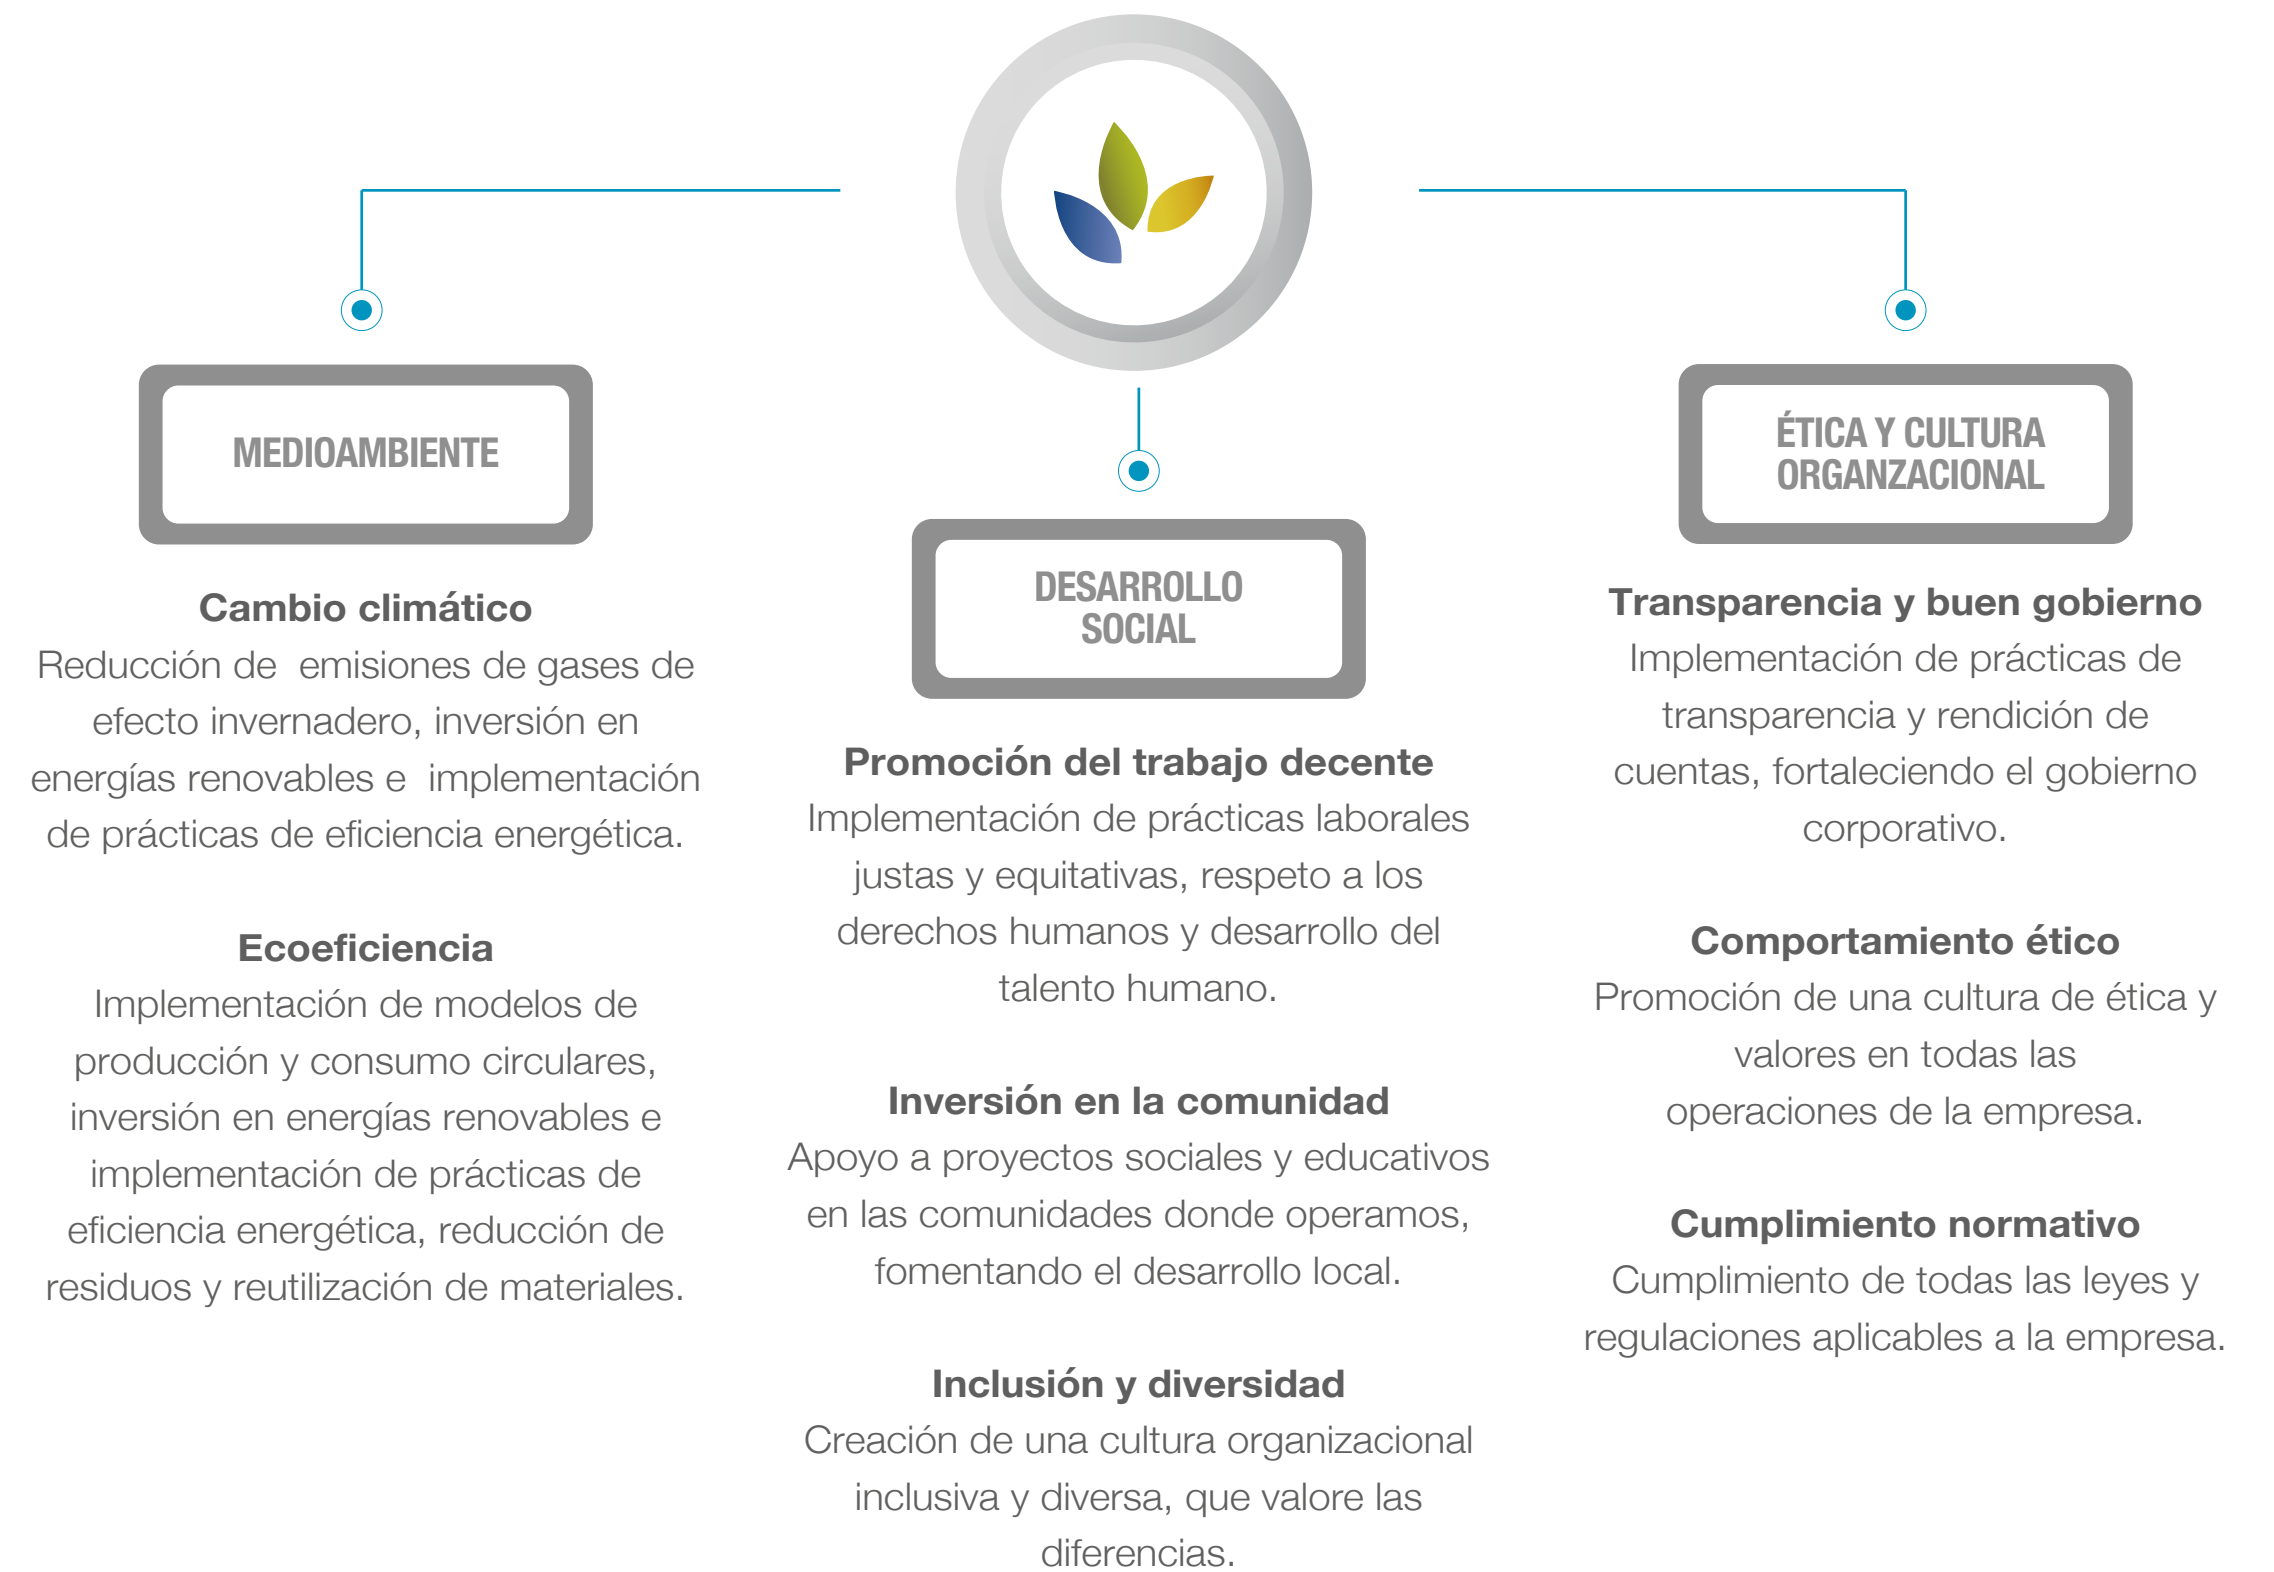 MEDIOAMBIENTE
Cambio climático
Reducción de  emisiones de gases de
efecto invernadero, inversión en
energías renovables e  implementación
de prácticas de eficiencia energética.
Ecoeficiencia
Implementación de modelos de
producción y consumo circulares,
inversión en energías renovables e
implementación de prácticas de
eficiencia energética, reducción de
residuos y reutilización de materiales.
DESARROLLO
SOCIAL
Promoción del trabajo decente
Implementación de prácticas laborales
justas y equitativas, respeto a los
derechos humanos y desarrollo del
talento humano.
Inversión en la comunidad
Apoyo a proyectos sociales y educativos
en las comunidades donde operamos,
fomentando el desarrollo local.
Inclusión y diversidad
Creación de una cultura organizacional
inclusiva y diversa, que valore las
diferencias.
ÉTICA Y CULTURA
ORGANZACIONAL
Transparencia y buen gobierno
Implementación de prácticas de
transparencia y rendición de
cuentas, fortaleciendo el gobierno
corporativo.
Comportamiento ético
Promoción de una cultura de ética y
valores en todas las
operaciones de la empresa.
Cumplimiento normativo
Cumplimiento de todas las leyes y
regulaciones aplicables a la empresa.